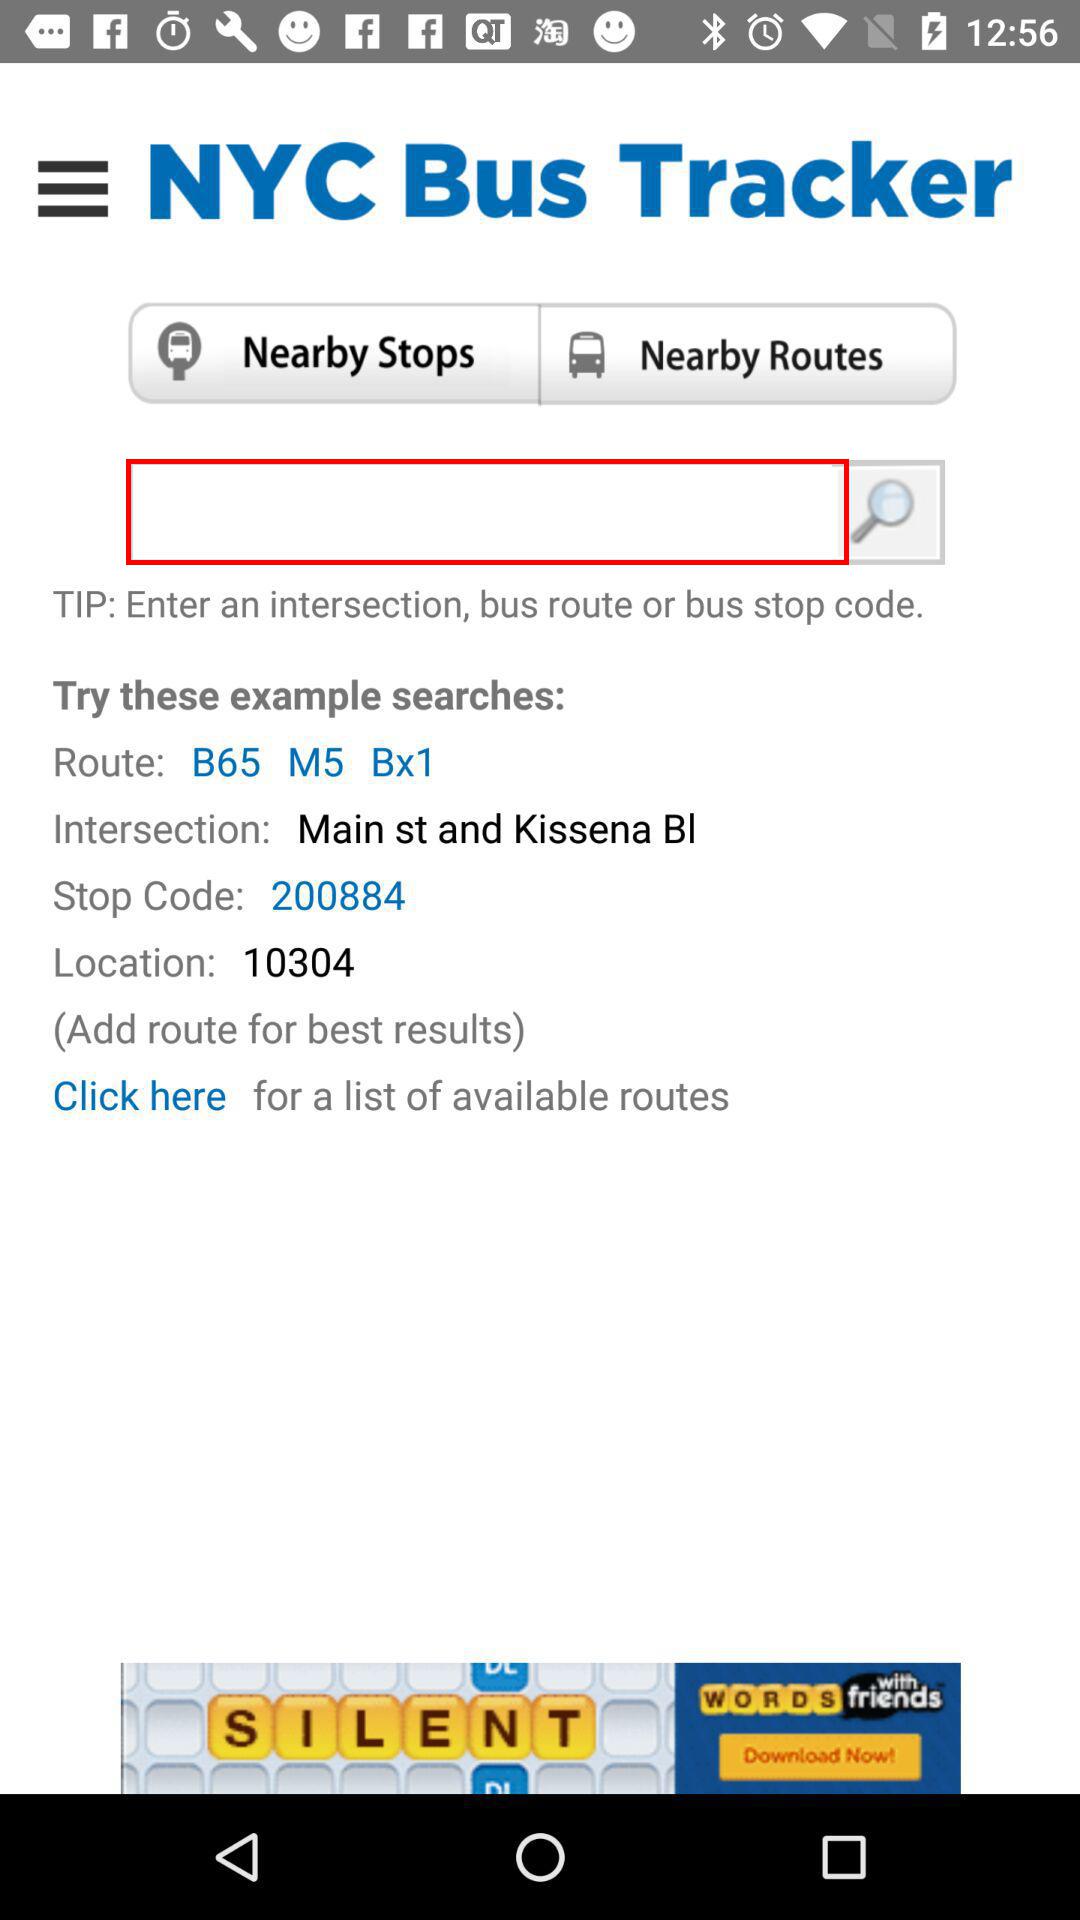 QT 淘 12:56
NYC Bus Tracker
Nearby Stops Nearby Routes
TIP: Enter an intersection, bus route or bus stop code.
Try these example searches:
Route: B65 M5 Bx1
Intersection: Main st and Kissena Bl
Stop Code: 200884
Location: 10304
(Add route for best results)
Click here for a list of available routes
DL
SILENT
DL
WORDS with friends
Download Now!